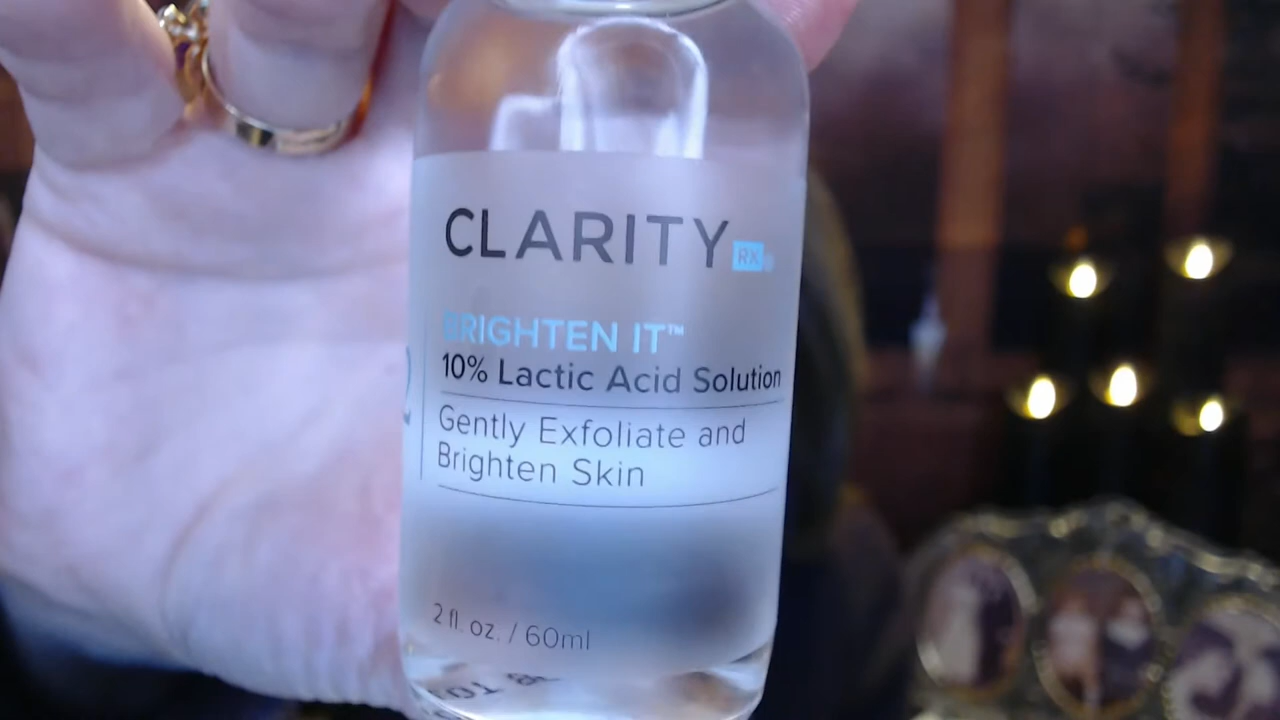 CLARITY RX®
BRIGHTEN IT™
10% Lactic Acid Solution
Gently Exfoliate and
Brighten Skin
2 fl. oz. / 60ml